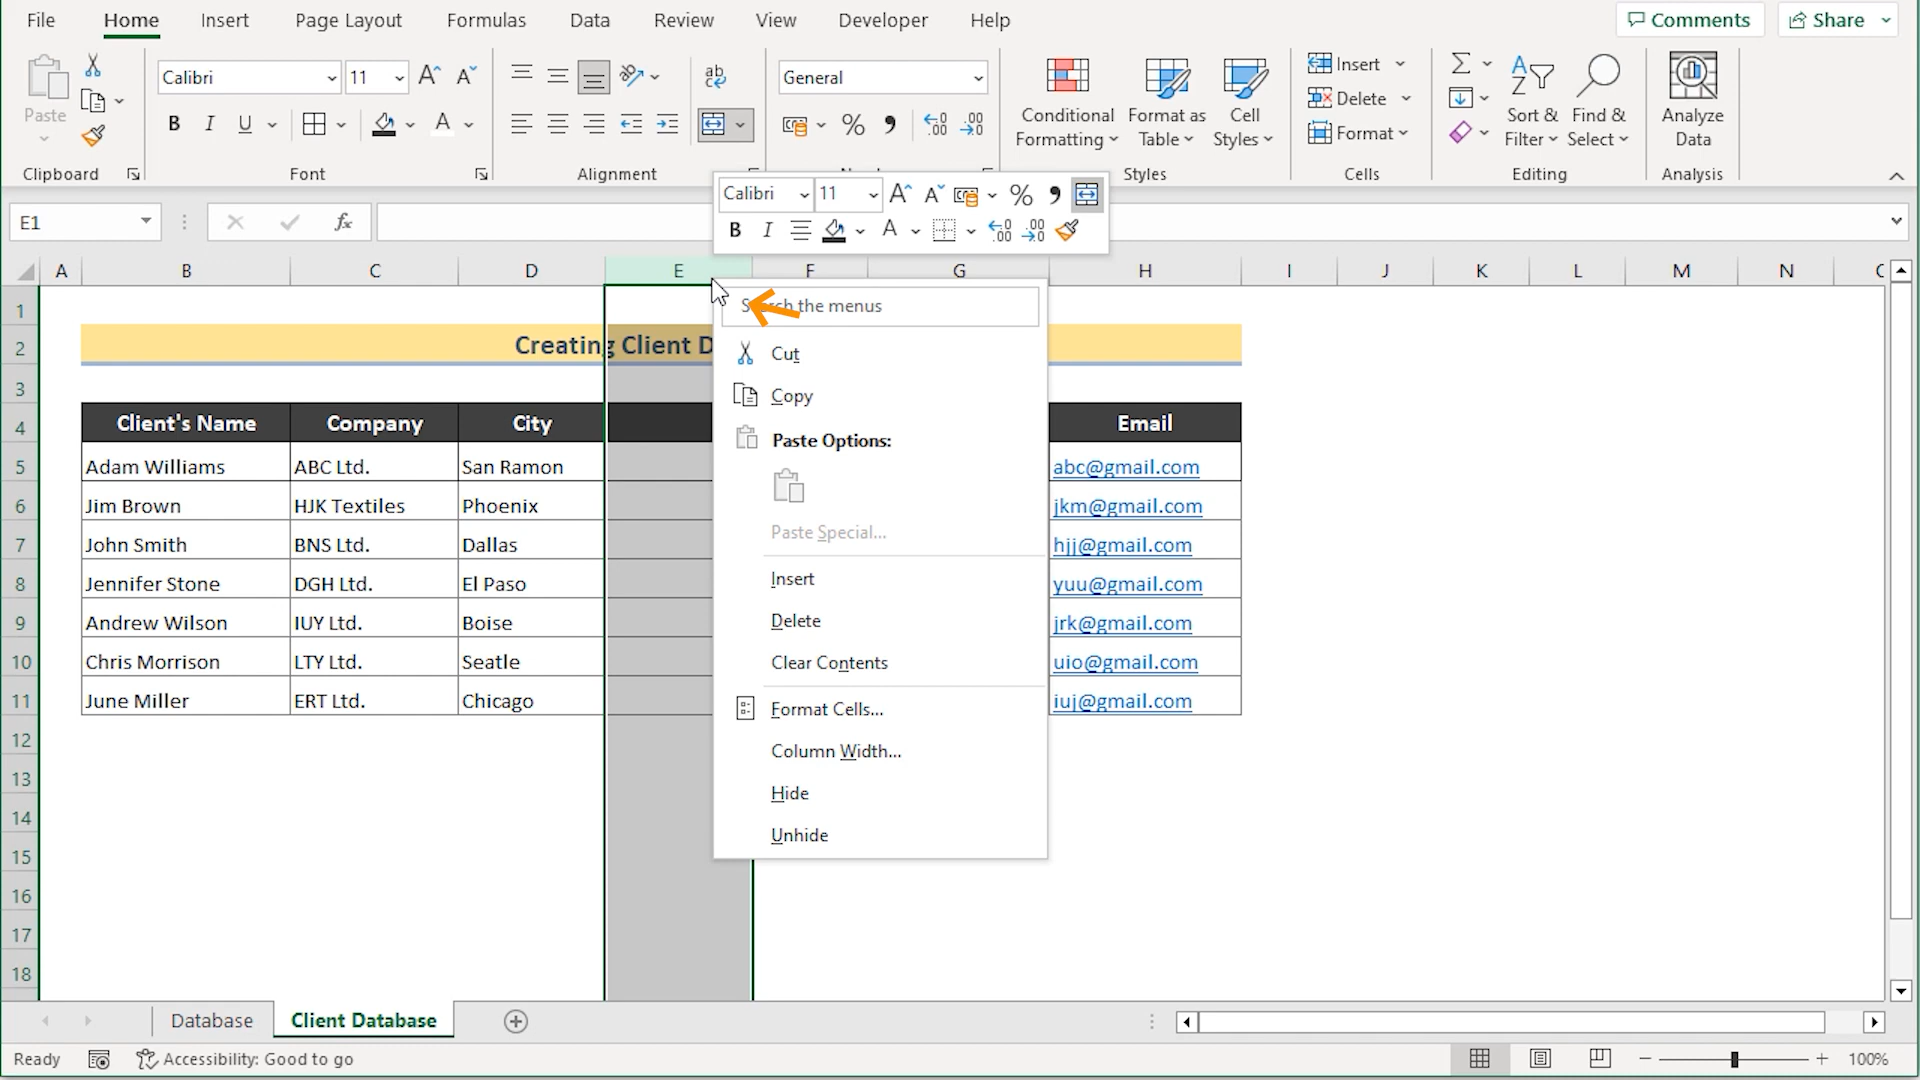 File Home Insert Page Layout Formulas Data Review View Developer Help Comments Share
Calibri 11 General Insert
Paste Conditional Format as Cell Delete Sort & Find & Analyze
B I U A Formatting Table Styles Format Filter Select Data
Clipboard Font Alignment Styles Cells Editing Analysis
Calibri 11 A A %
E1 fx
B I A
A B C D E F G H I J K L M N
1 the menus
2 Creating Client D
Cut
3
Copy
4 Client's Name Company City Email
Paste Options:
5 Adam Williams ABC Ltd. San Ramon abc@gmail.com
6 Jim Brown HJK Textiles Phoenix jkm@gmail.com
Paste Special...
7 John Smith BNS Ltd. Dallas hjj@gmail.com
8 Jennifer Stone DGH Ltd. El Paso Insert yuu@gmail.com
9 Andrew Wilson IUY Ltd. Boise Delete jrk@gmail.com
10 Chris Morrison LTY Ltd. Seatle Clear Contents uio@gmail.com
11 June Miller ERT Ltd. Chicago Format Cells... iuj@gmail.com
12 Column Width...
13 Hide
14 Unhide
15
16
17
18
Database Client Database
Ready Accessibility: Good to go 100%